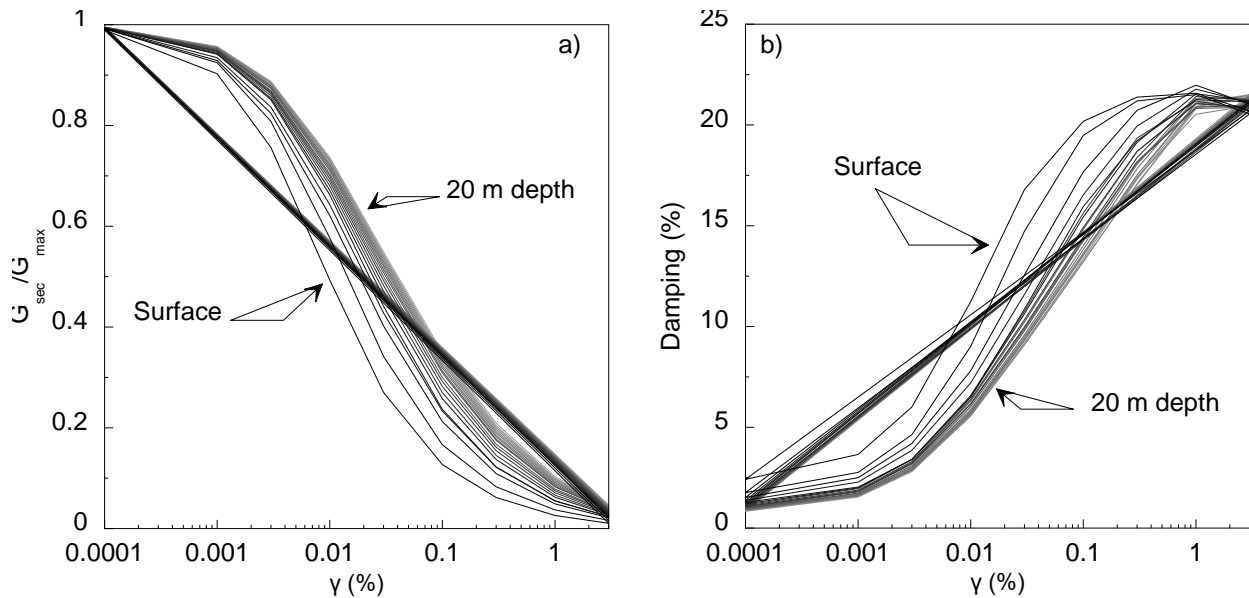 a)
1
0.8
0.6
0.4
0.2
0
G sec /G max
20 m depth
Surface
0.0001
0.001
0.01
0.1
1
γ (%)
b)
25
20
15
10
5
0
Damping (%)
Surface
20 m depth
0.0001
0.001
0.01
0.1
1
γ (%)